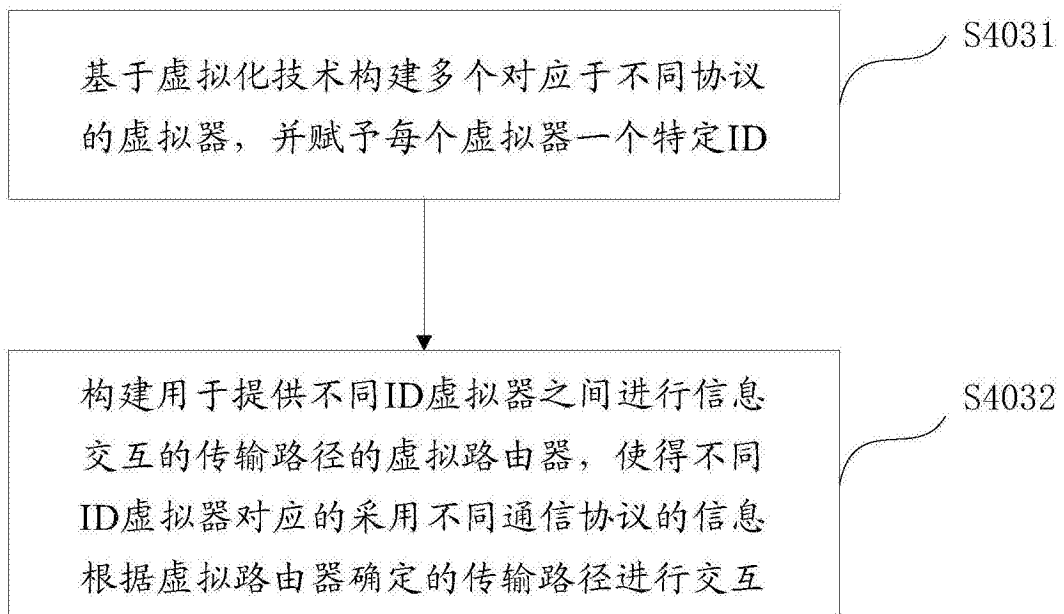 基于虚拟化技术构建多个对应于不同协议
的虚拟器，并赋予每个虚拟器一个特定ID
S4031
构建用于提供不同ID虚拟器之间进行信息
交互的传输路径的虚拟路由器，使得不同
ID虚拟器对应的采用不同通信协议的信息
根据虚拟路由器确定的传输路径进行交互
S4032